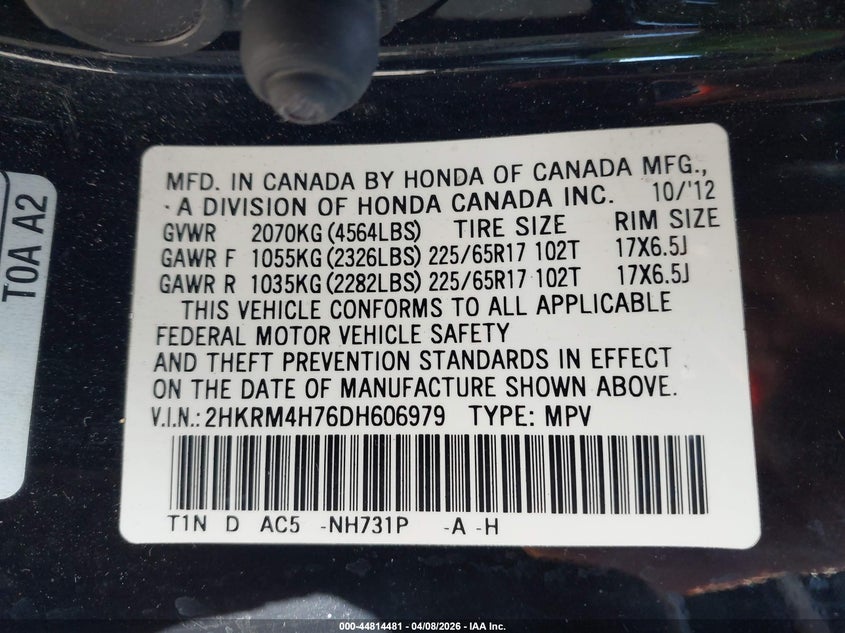 MFD. IN CANADA BY HONDA OF CANADA MFG.,
A DIVISION OF HONDA CANADA INC. 10/'12
GVWR 2070KG (4564LBS) TIRE SIZE RIM SIZE
GAWR F 1055KG (2326LBS) 225/65R17 102T 17X6.5J
GAWR R 1035KG (2282LBS) 225/65R17 102T 17X6.5J
THIS VEHICLE CONFORMS TO ALL APPLICABLE
FEDERAL MOTOR VEHICLE SAFETY
AND THEFT PREVENTION STANDARDS IN EFFECT
ON THE DATE OF MANUFACTURE SHOWN ABOVE.
V.I.N.: 2HKRM4H76DH606979 TYPE: MPV
T1N D AC5 -NH731P -A -H
TOA A2
000-44814481 - 04/08/2026 - IAA Inc.